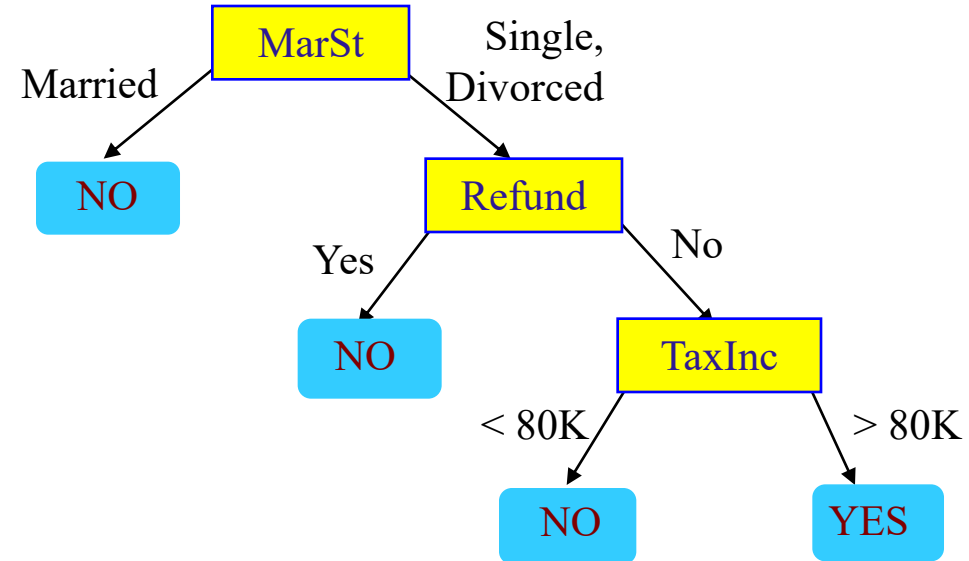 MarSt
Single,
Divorced
Married
NO
Refund
Yes
No
NO
TaxInc
< 80K
> 80K
NO
YES